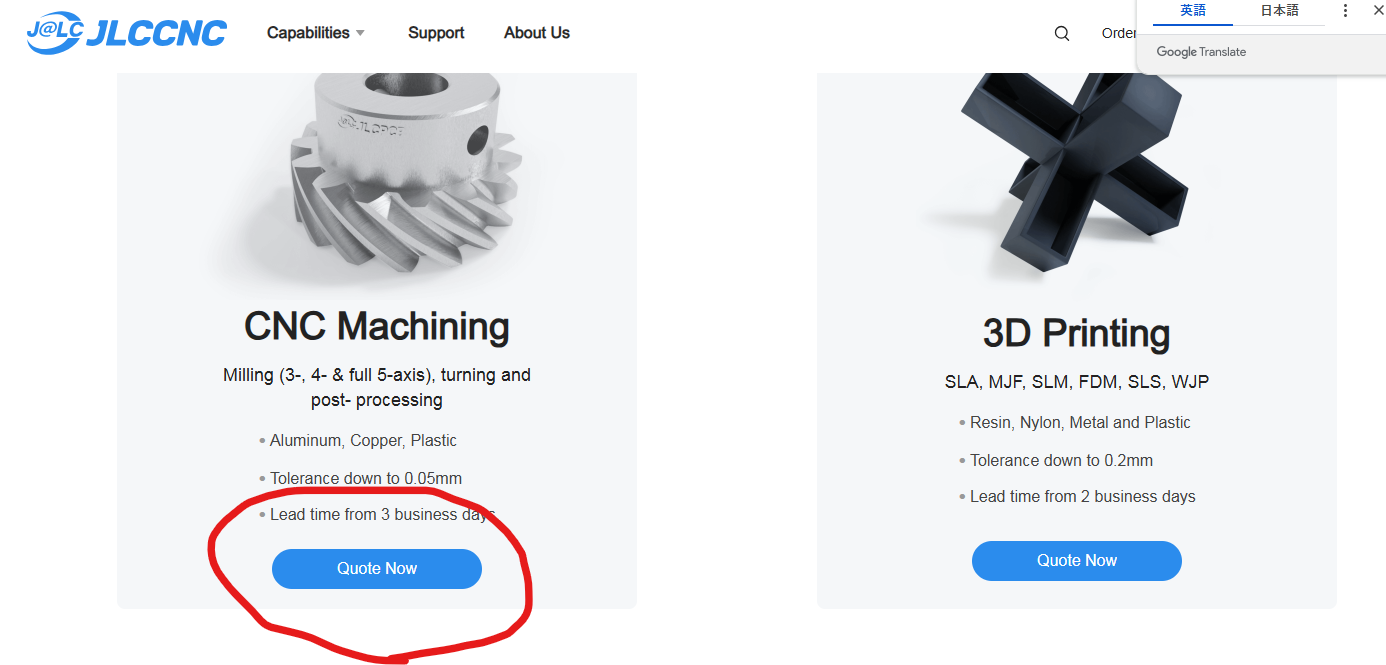 J@LC JLCCNC
Capabilities
Support
About Us
Order
英語
日本語
Google Translate
CNC Machining
Milling (3-, 4- & full 5-axis), turning and
post- processing
• Aluminum, Copper, Plastic
• Tolerance down to 0.05mm
• Lead time from 3 business days
Quote Now
3D Printing
SLA, MJF, SLM, FDM, SLS, WJP
• Resin, Nylon, Metal and Plastic
• Tolerance down to 0.2mm
• Lead time from 2 business days
Quote Now